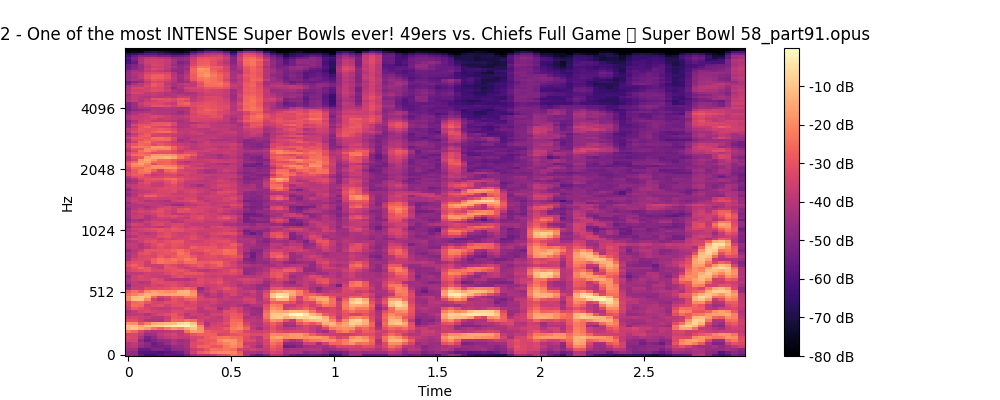 2 - One of the most INTENSE Super Bowls ever! 49ers vs. Chiefs Full Game ▯ Super Bowl 58_part91.opus
4096
2048
1024
512
0
Hz
0
0.5
1
1.5
2
2.5
Time
-10 dB
-20 dB
-30 dB
-40 dB
-50 dB
-60 dB
-70 dB
-80 dB